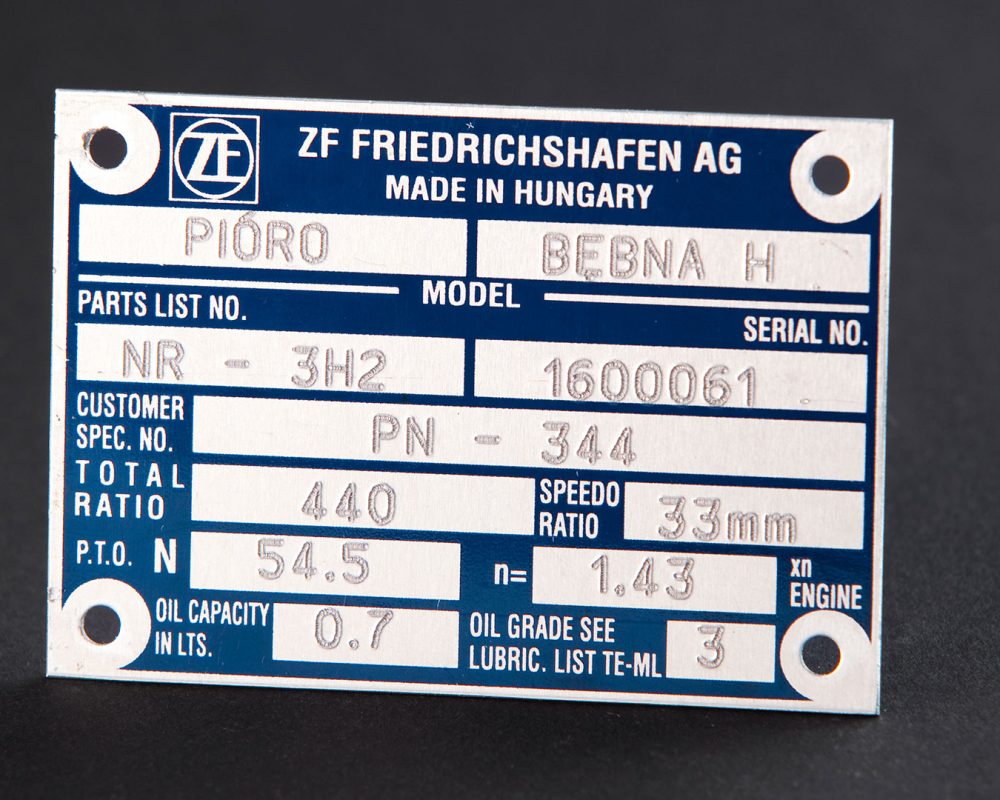 ZF
ZF FRIEDRICHSHAFEN AG
MADE IN HUNGARY
PIÓRO BĘBNA H
MODEL
PARTS LIST NO. SERIAL NO.
NR - 3H2 1600061
CUSTOMER SPEC. NO. PN - 344
TOTAL RATIO 440 SPEEDO RATIO 33mm
P.T.O. N 54.5 n= 1.43 xn ENGINE
OIL CAPACITY IN LTS. 0.7 OIL GRADE SEE LUBRIC. LIST TE-ML 3